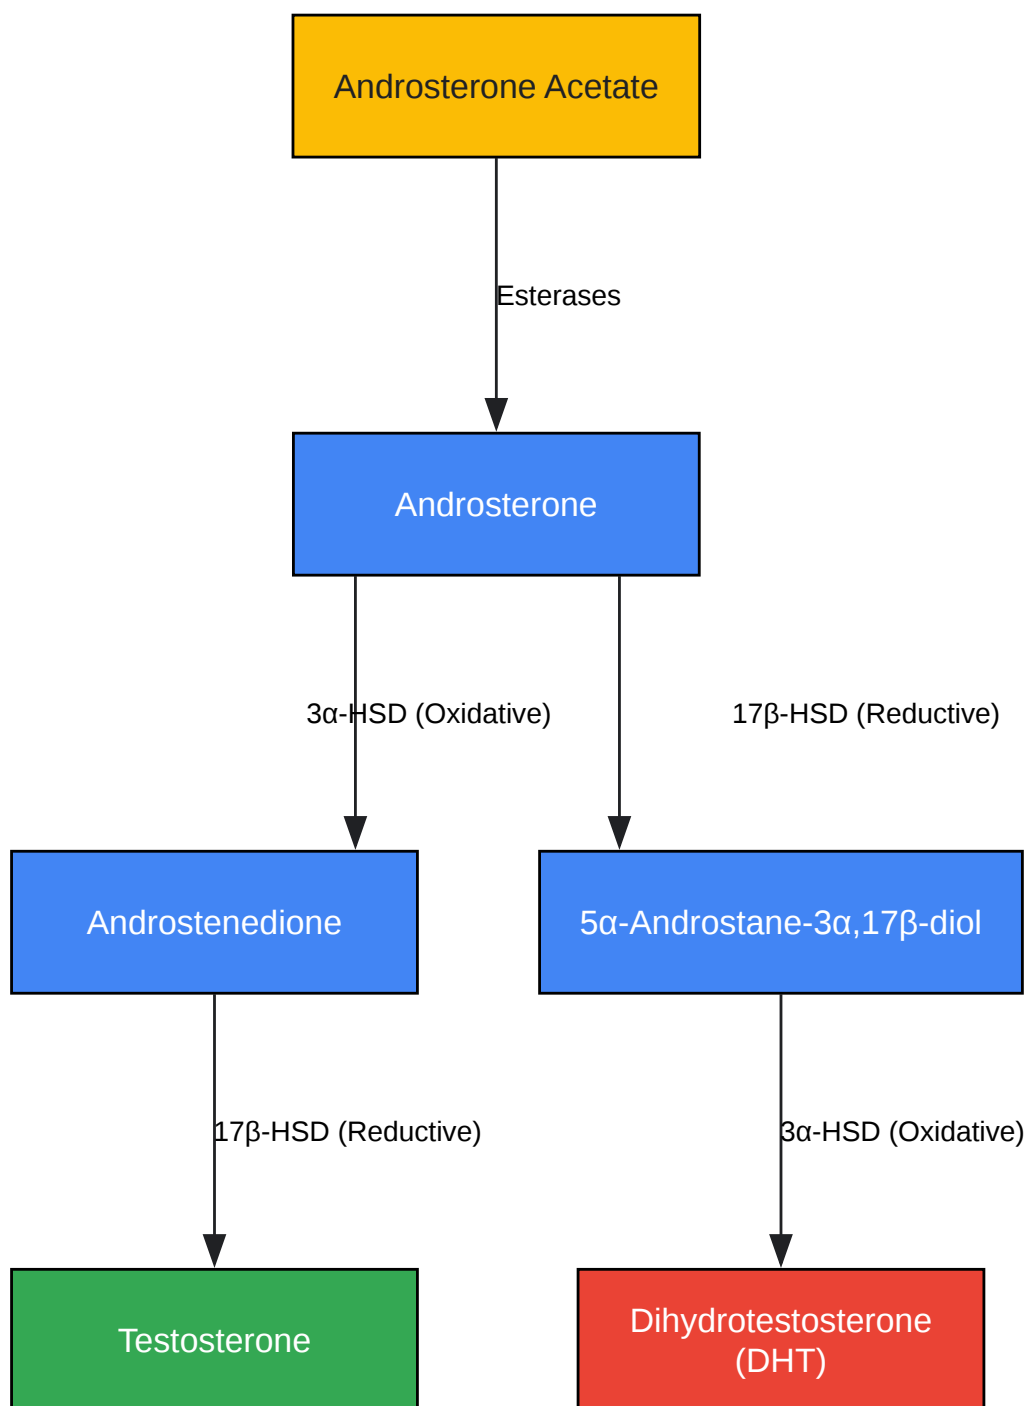 Androsterone Acetate
Esterases
Androsterone
3α-HSD (Oxidative)
17β-HSD (Reductive)
Androstenedione
5α-Androstane-3α,17β-diol
17β-HSD (Reductive)
3α-HSD (Oxidative)
Testosterone
Dihydrotestosterone
(DHT)